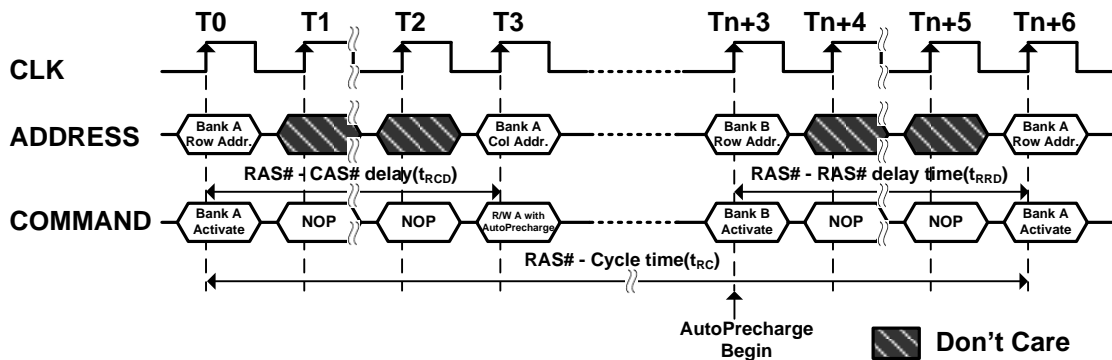 T0 T1 T2 T3 Tn+3 Tn+4 Tn+5 Tn+6
CLK
ADDRESS
Bank A
Row Addr.
Bank A
Col Addr.
Bank B
Row Addr.
Bank A
Row Addr.
RAS# - CAS# delay(tRCD)
RAS# - RAS# delay time(tRRD)
COMMAND
Bank A
Activate
NOP
NOP
R/W A with
AutoPrecharge
Bank B
Activate
NOP
NOP
Bank A
Activate
RAS# - Cycle time(tRC)
AutoPrecharge
Begin
Don't Care